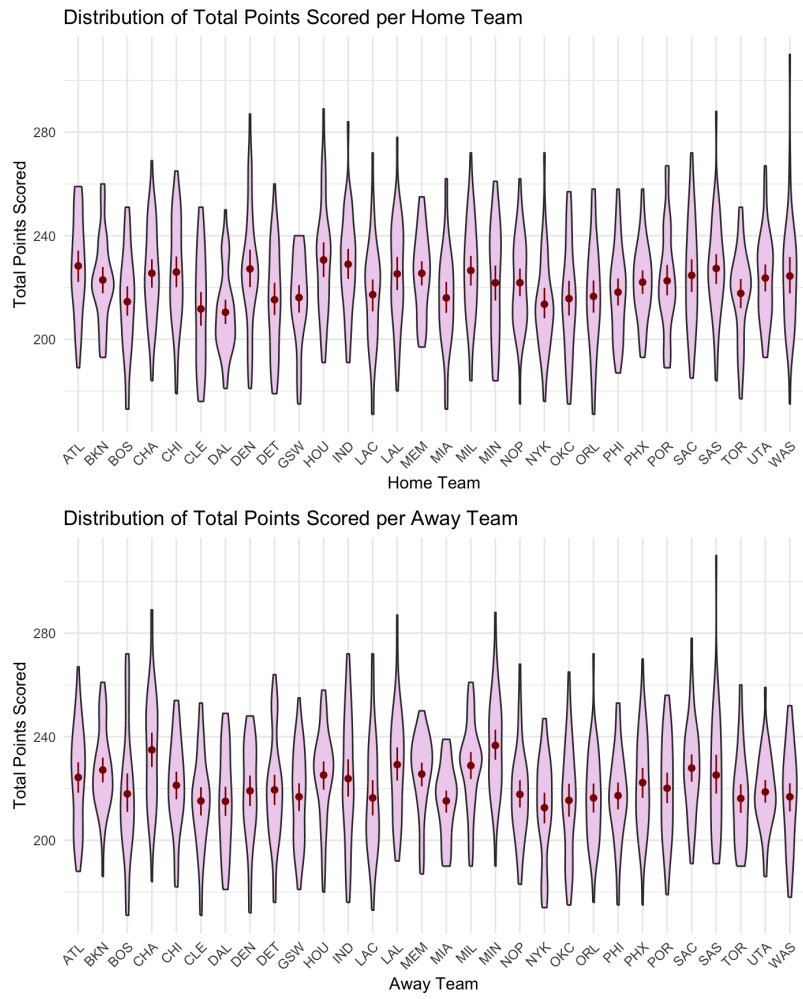 Distribution of Total Points Scored per Home Team
Total Points Scored
280
240
200
ATL BKN BOS CHA CHI CLE DAL DEN DET GSW HOU IND LAC LAL MEM MIA MIL MIN NOP NYK OKC ORL PHI PHX POR SAC SAS TOR UTA WAS
Home Team
Distribution of Total Points Scored per Away Team
Total Points Scored
280
240
200
ATL BKN BOS CHA CHI CLE DAL DEN DET GSW HOU IND LAC LAL MEM MIA MIL MIN NOP NYK OKC ORL PHI PHX POR SAC SAS TOR UTA WAS
Away Team